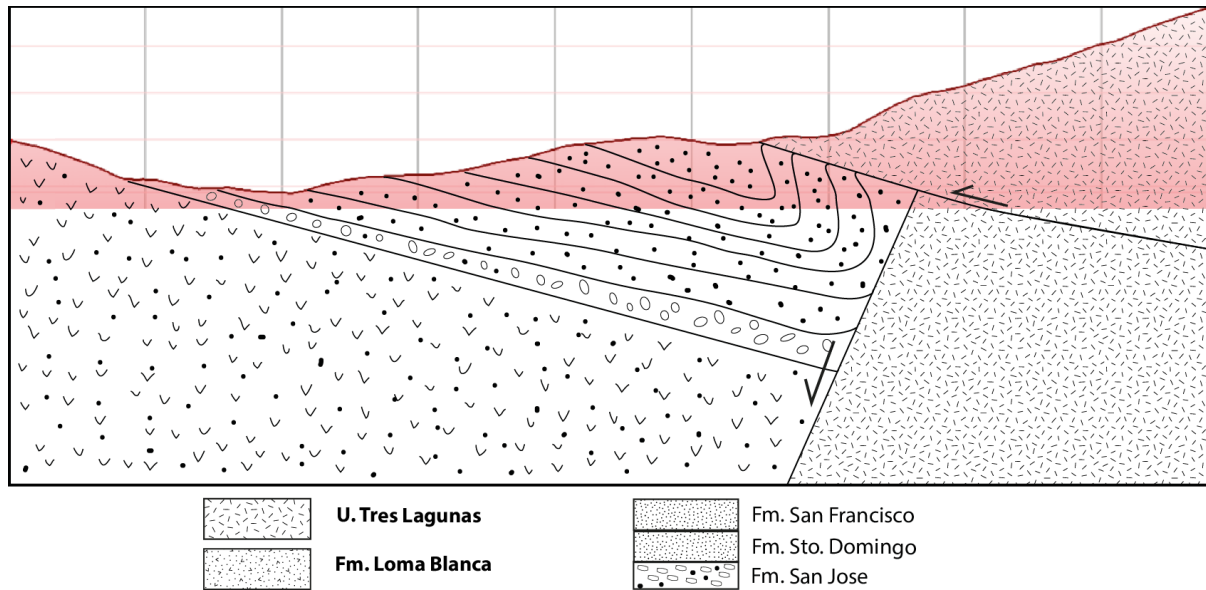 U. Tres Lagunas
Fm. Loma Blanca
Fm. San Francisco
Fm. Sto. Domingo
Fm. San Jose